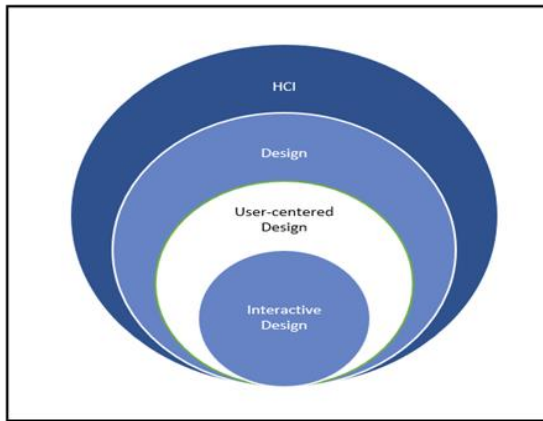 HCI
Design
User-centered
Design
Interactive
Design